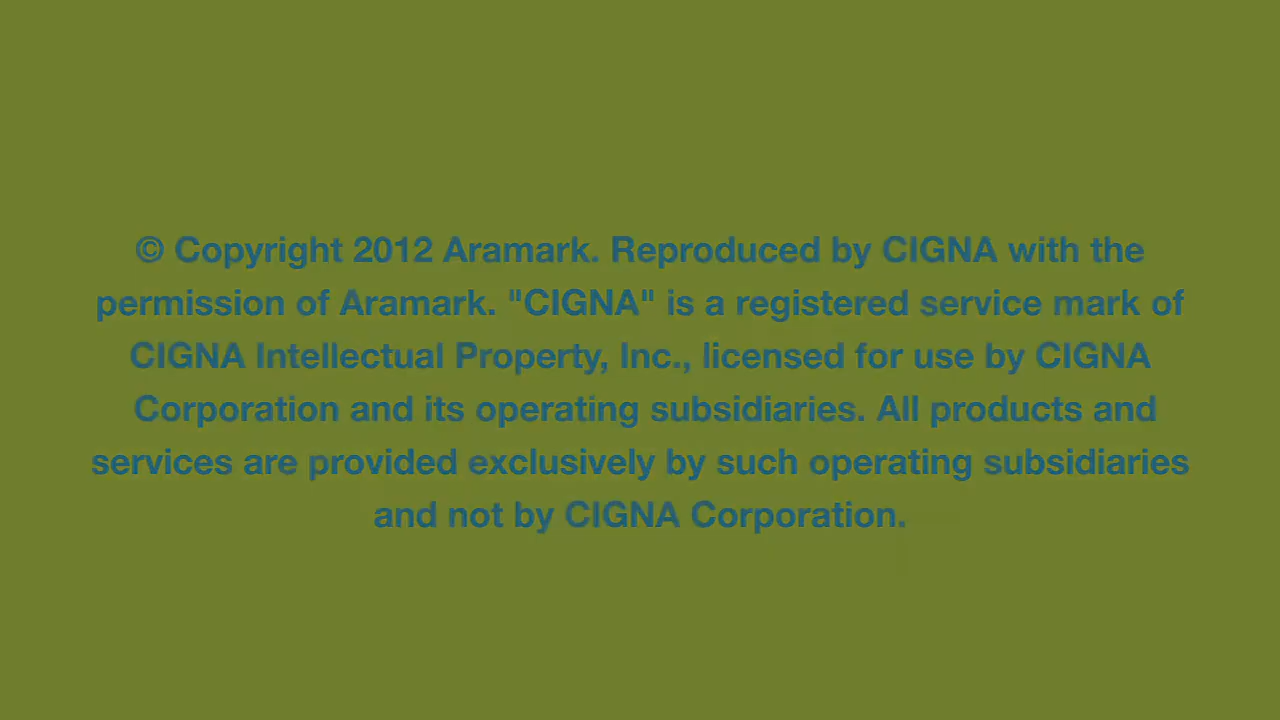 © Copyright 2012 Aramark. Reproduced by CIGNA with the
permission of Aramark. "CIGNA" is a registered service mark of
CIGNA Intellectual Property, Inc., licensed for use by CIGNA
Corporation and its operating subsidiaries. All products and
services are provided exclusively by such operating subsidiaries
and not by CIGNA Corporation.